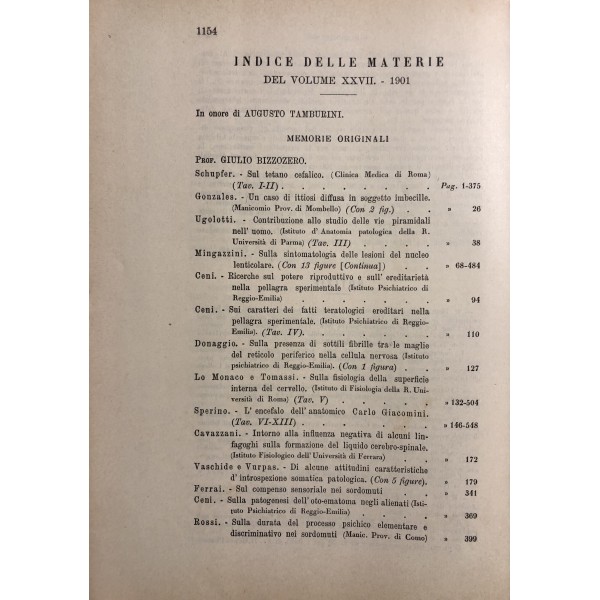 1154
INDICE DELLE MATERIE
DEL VOLUME XXVII. - 1901
In onore di AUGUSTO TAMBURINI.
MEMORIE ORIGINALI
Prof. GIULIO BIZZOZERO.
Schupfer. - Sul tetano cefalico. (Clinica Medica di Roma)
(Tav. I-II) . . . . . . . . Pag. 1-375
Gonzales. - Un caso di ittiosi diffusa in soggetto imbecille.
(Manicomio Prov. di Mombello) (Con 2 fig.) . . » 26
Ugolotti. - Contribuzione allo studio delle vie piramidali
nell' uomo. (Istituto d' Anatomia patologica della R.
Università di Parma) (Tav. III) . . . . » 38
Mingazzini. - Sulla sintomatologia delle lesioni del nucleo
lenticolare. (Con 13 figure [Continua]) . . . » 68-484
Ceni. - Ricerche sul potere riproduttivo e sull' ereditarietà
nella pellagra sperimentale (Istituto Psichiatrico di
Reggio-Emilia) . . . . . . . » 94
Ceni. - Sui caratteri dei fatti teratologici ereditari nella
pellagra sperimentale. (Istituto Psichiatrico di Reggio-
Emilia). (Tav. IV). . . . . . . » 110
Donaggio. - Sulla presenza di sottili fibrille tra le maglie
del reticolo periferico nella cellula nervosa (Istituto
psichiatrico di Reggio-Emilia). (Con 1 figura) . . » 127
Lo Monaco e Tomassi. - Sulla fisiologia della superficie
interna del cervello. (Istituto di Fisiologia della R. Uni-
versità di Roma) (Tav. V) . . . . » 132-504
Sperino. - L' encefalo dell' anatomico Carlo Giacomini.
(Tav. VI-XIII) . . . . . . . » 146-548
Cavazzani. - Intorno alla influenza negativa di alcuni lin-
fagoghi sulla formazione del liquido cerebro-spinale.
(Istituto Fisiologico dell' Università di Ferrara) . . » 172
Vaschide e Vurpas. - Di alcune attitudini caratteristiche
d' introspezione somatica patologica. (Con 5 figure). » 179
Ferrai. - Sul compenso sensoriale nei sordomuti . . » 341
Ceni. - Sulla patogenesi dell' oto-ematoma negli alienati (Isti-
tuto Psichiatrico di Reggio-Emilia) . . . . » 369
Rossi. - Sulla durata del processo psichico elementare e
discriminativo nei sordomuti (Manic. Prov. di Como) » 399